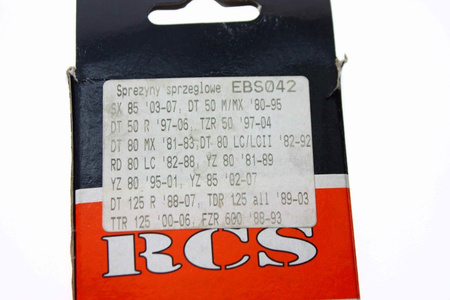 Sprezyny sprzeglowe EBS042
SX 85 '03-07, DT 50 M/MX '80-95
DT 50 R '97-06, TZR 50 '97-04
DT 80 MX '81-83,DT 80 LC/LCII '82-92
RD 80 LC '82-88, YZ 80 '81-89
YZ 80 '95-01, YZ 85 '02-07
DT 125 R '88-07, TDR 125 all '89-03
TTR 125 '00-06, FZR 600 '88-93
RCS